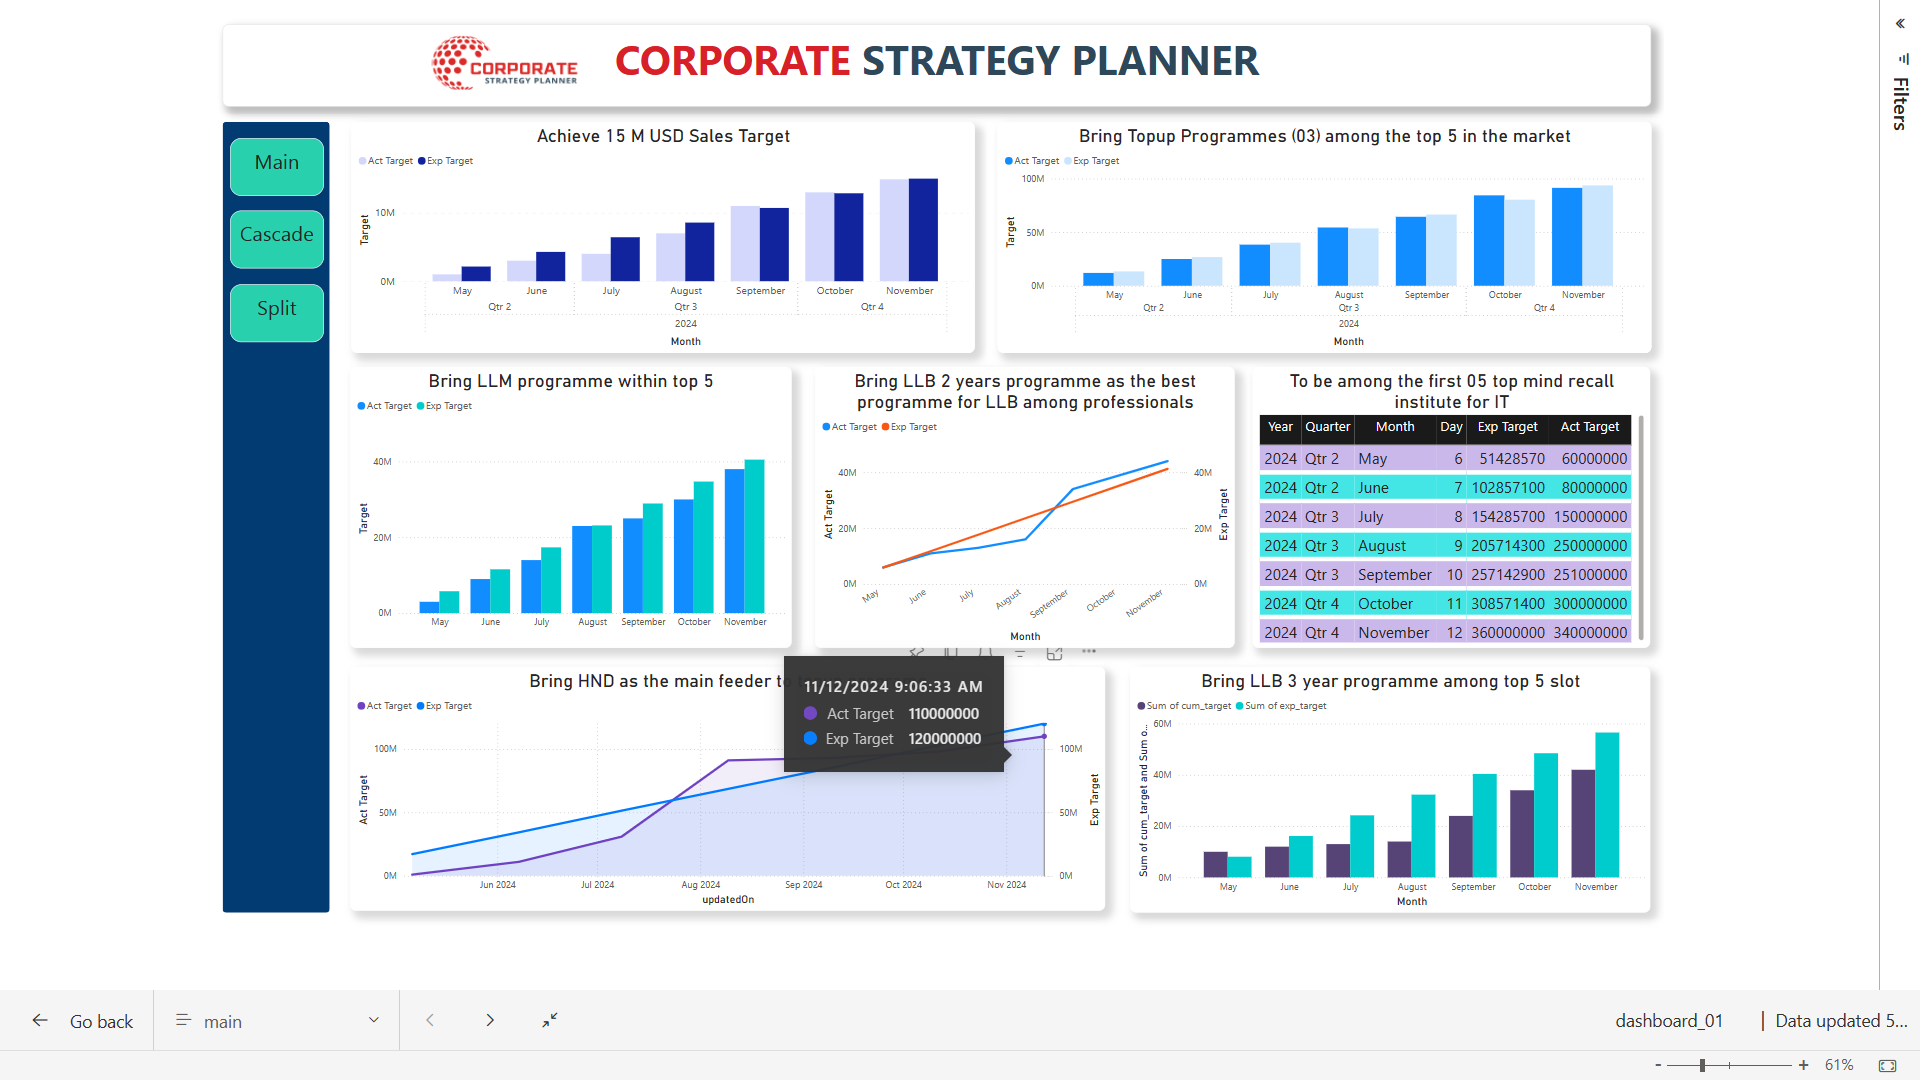 CORPORATE
STRATEGY PLANNER
CORPORATE STRATEGY PLANNER
«
Filters
Main
Cascade
Split
Achieve 15 M USD Sales Target
Act Target Exp Target
Target
10M
0M
May June July August September October November
Qtr 2 Qtr 3 Qtr 4
2024
Month
Bring Topup Programmes (03) among the top 5 in the market
Act Target Exp Target
Target
100M
50M
0M
May June July August September October November
Qtr 2 Qtr 3 Qtr 4
2024
Month
Bring LLM programme within top 5
Act Target Exp Target
Target
40M
20M
0M
May June July August September October November
Bring LLB 2 years programme as the best
programme for LLB among professionals
Act Target Exp Target
Act Target
40M 40M
20M 20M
0M 0M
Exp Target
May June July August September October November
Month
To be among the first 05 top mind recall
institute for IT
Year Quarter Month Day Exp Target Act Target
2024 Qtr 2 May 6 51428570 60000000
2024 Qtr 2 June 7 102857100 80000000
2024 Qtr 3 July 8 154285700 150000000
2024 Qtr 3 August 9 205714300 250000000
2024 Qtr 3 September 10 257142900 251000000
2024 Qtr 4 October 11 308571400 300000000
2024 Qtr 4 November 12 360000000 340000000
Bring HND as the main feeder to
Act Target Exp Target
Act Target
100M 100M
50M 50M
0M 0M
Exp Target
Jun 2024 Jul 2024 Aug 2024 Sep 2024 Oct 2024 Nov 2024
updatedOn
11/12/2024 9:06:33 AM
Act Target 110000000
Exp Target 120000000
Bring LLB 3 year programme among top 5 slot
Sum of cum_target Sum of exp_target
Sum of cum_target and Sum o...
60M
40M
20M
0M
May June July August September October November
Month
Go back main dashboard_01 | Data updated 5...
- + 61%